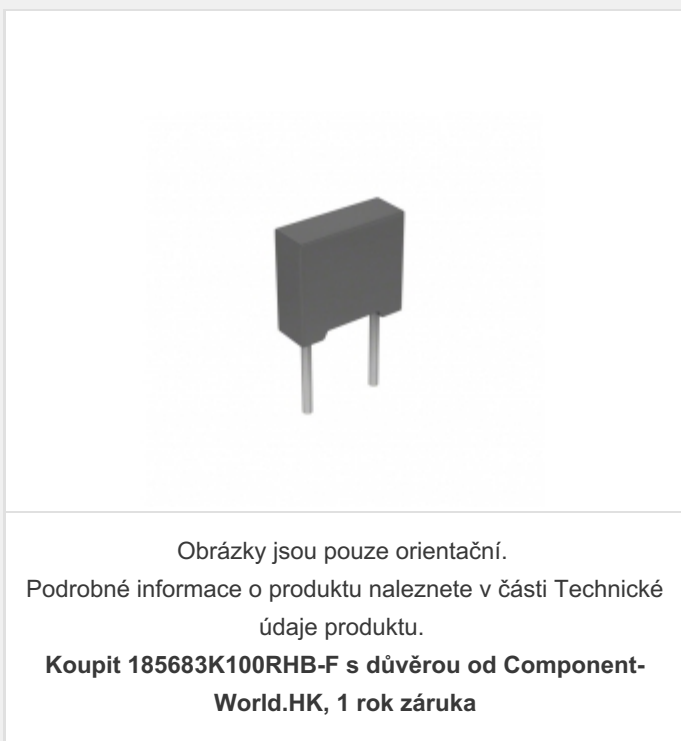 Obrázky jsou pouze orientační.
Podrobné informace o produktu naleznete v části Technické
údaje produktu.
Koupit 185683K100RHB-F s důvěrou od Component-
World.HK, 1 rok záruka